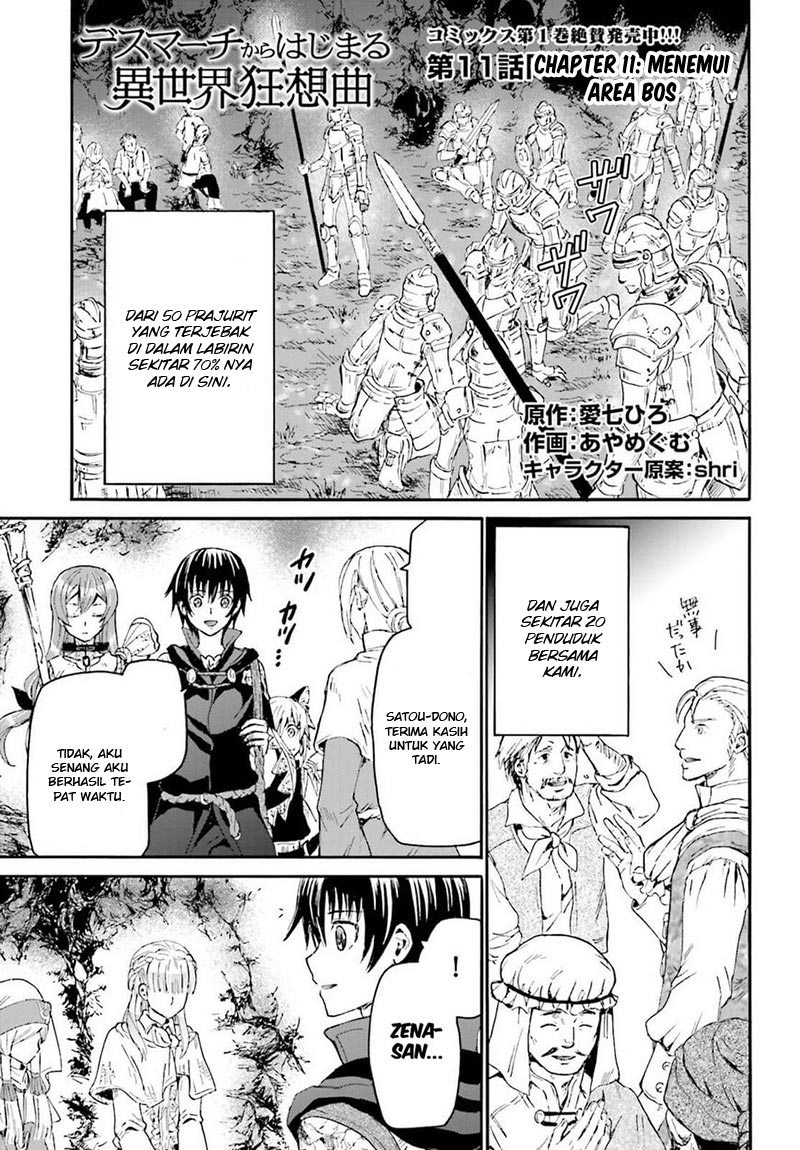 デスマーチからはじまる
異世界狂想曲
コミックス第1巻絶賛発売中!!!
第11話「
CHAPTER 11: MENEMUI
AREA BOS
ザワ
ザワ
DARI 50 PRAJURIT
YANG TERJEBAK
DI DALAM LABIRIN
SEKITAR 70% NYA
ADA DI SINI.
原作:愛七ひろ
作画:あやめぐむ
キャラクター原案:shri
DAN JUGA
SEKITAR 20
PENDUDUK
BERSAMA
KAMI.
無事
だったか
カツ
カツ…
SATOU-DONO,
TERIMA KASIH
UNTUK YANG
TADI.
TIDAK, AKU
SENANG AKU
BERHASIL TE-
PAT WAKTU.
!
ZENA-
SAN...